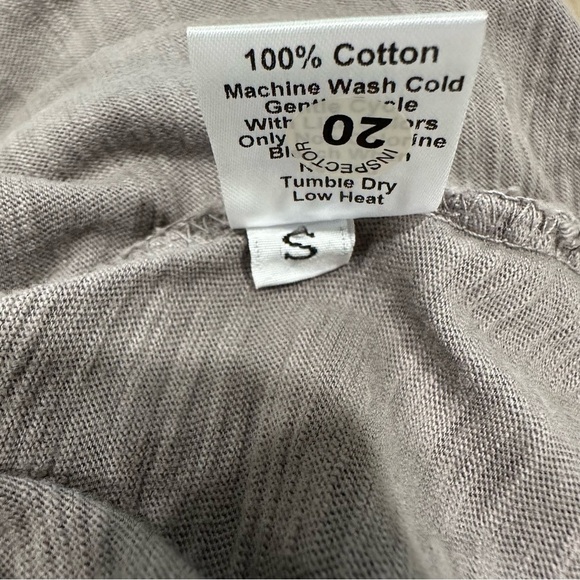 100% Cotton
Machine Wash Cold
Gentle Cycle
With
Only
Tumble Dry
Low Heat
20
INSPECTOR
S